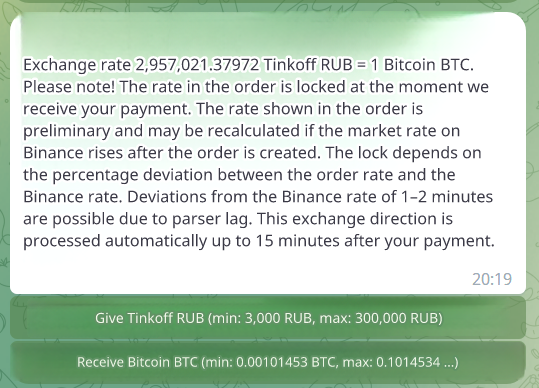 Exchange rate 2,957,021.37972 Tinkoff RUB = 1 Bitcoin BTC.
Please note! The rate in the order is locked at the moment we
receive your payment. The rate shown in the order is
preliminary and may be recalculated if the market rate on
Binance rises after the order is created. The lock depends on
the percentage deviation between the order rate and the
Binance rate. Deviations from the Binance rate of 1–2 minutes
are possible due to parser lag. This exchange direction is
processed automatically up to 15 minutes after your payment.
20:19
Give Tinkoff RUB (min: 3,000 RUB, max: 300,000 RUB)
Receive Bitcoin BTC (min: 0.00101453 BTC, max: 0.1014534 ...)